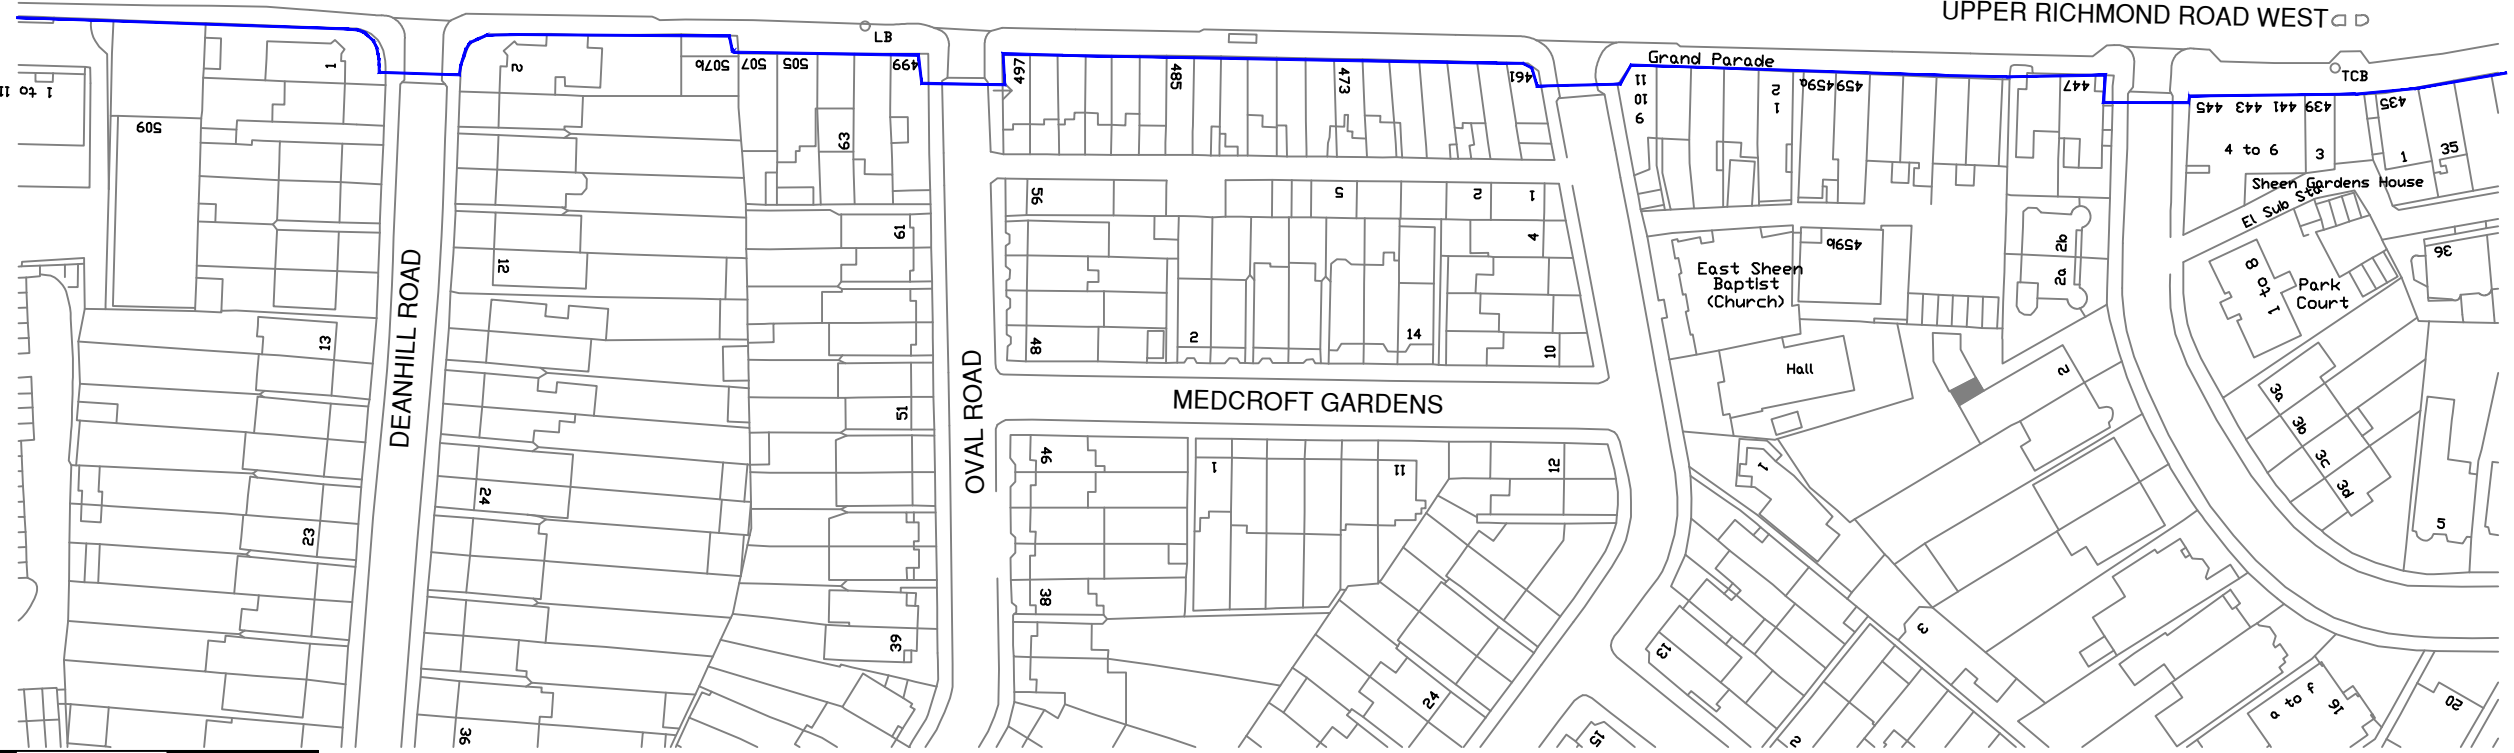 UPPER RICHMOND ROAD WEST
LB
Grand Parade
TCB
1
2
507b
507
505
499
497
485
473
461
11
10
9
2
1
459a
459
447
445
443
441
439
435
1 to 11
509
63
4 to 6
3
1
35
Sheen Gardens House
El Sub Sta
56
5
2
1
61
4
459b
2b
2a
36
12
East Sheen
Baptist
(Church)
1 to 8
Park
Court
DEANHILL ROAD
13
48
2
14
10
Hall
2
3a
3b
3c
3d
OVAL ROAD
MEDCROFT GARDENS
51
46
1
11
12
1
24
23
5
38
39
13
3
24
36
15
2
a to f
16
20